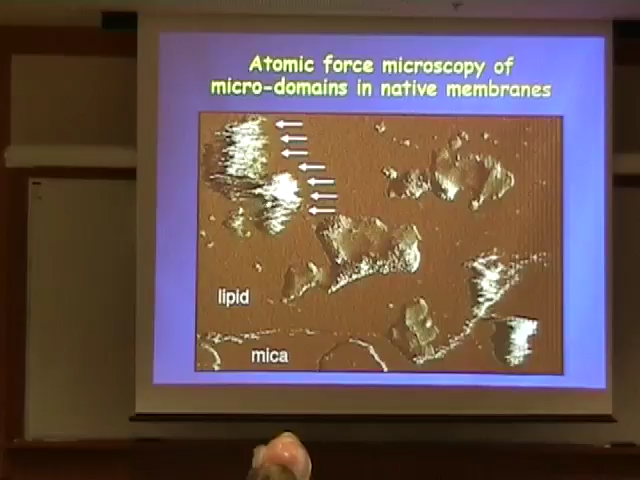 Atomic force microscopy of
micro-domains in native membranes
lipid
mica